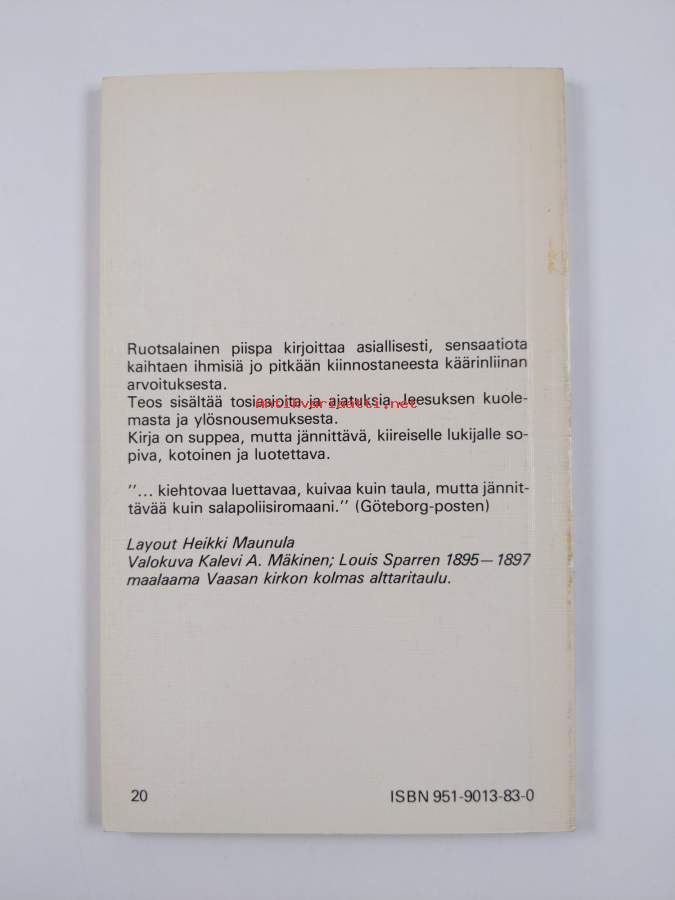 Ruotsalainen piispa kirjoittaa asiallisesti, sensaatiota
kaihtaen ihmisiä jo pitkään kiinnostaneesta käärinliinan
arvoituksesta.
Teos sisältää tosiasioita ja ajatuksia Jeesuksen kuole-
antikvariaatti.net
masta ja ylösnousemuksesta.
Kirja on suppea, mutta jännittävä, kiireiselle lukijalle so-
piva, kotoinen ja luotettava.
"... kiehtovaa luettavaa, kuivaa kuin taula, mutta jännit-
tävää kuin salapoliisiromaani." (Göteborg-posten)
Layout Heikki Maunula
Valokuva Kalevi A. Mäkinen; Louis Sparren 1895—1897
maalaama Vaasan kirkon kolmas alttaritaulu.
20 ISBN 951-9013-83-0